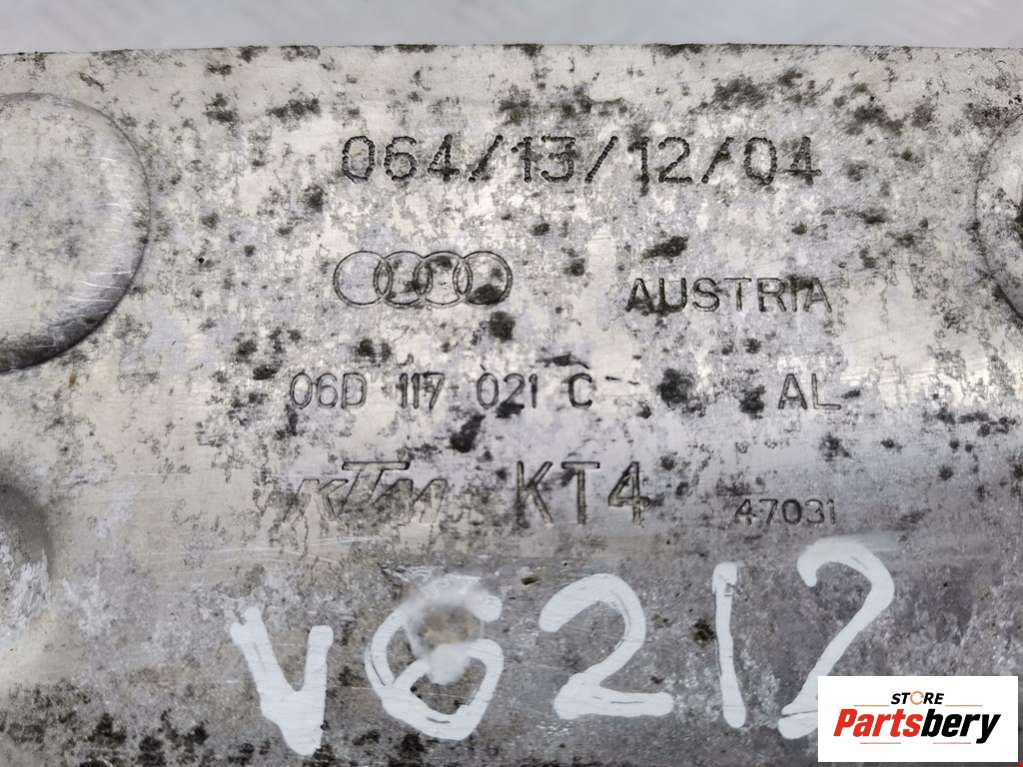 064/13/12/04
AUSTRIA
06D 117 021 C AL
KTM KT4 47031
V6212
STORE
Partsbery